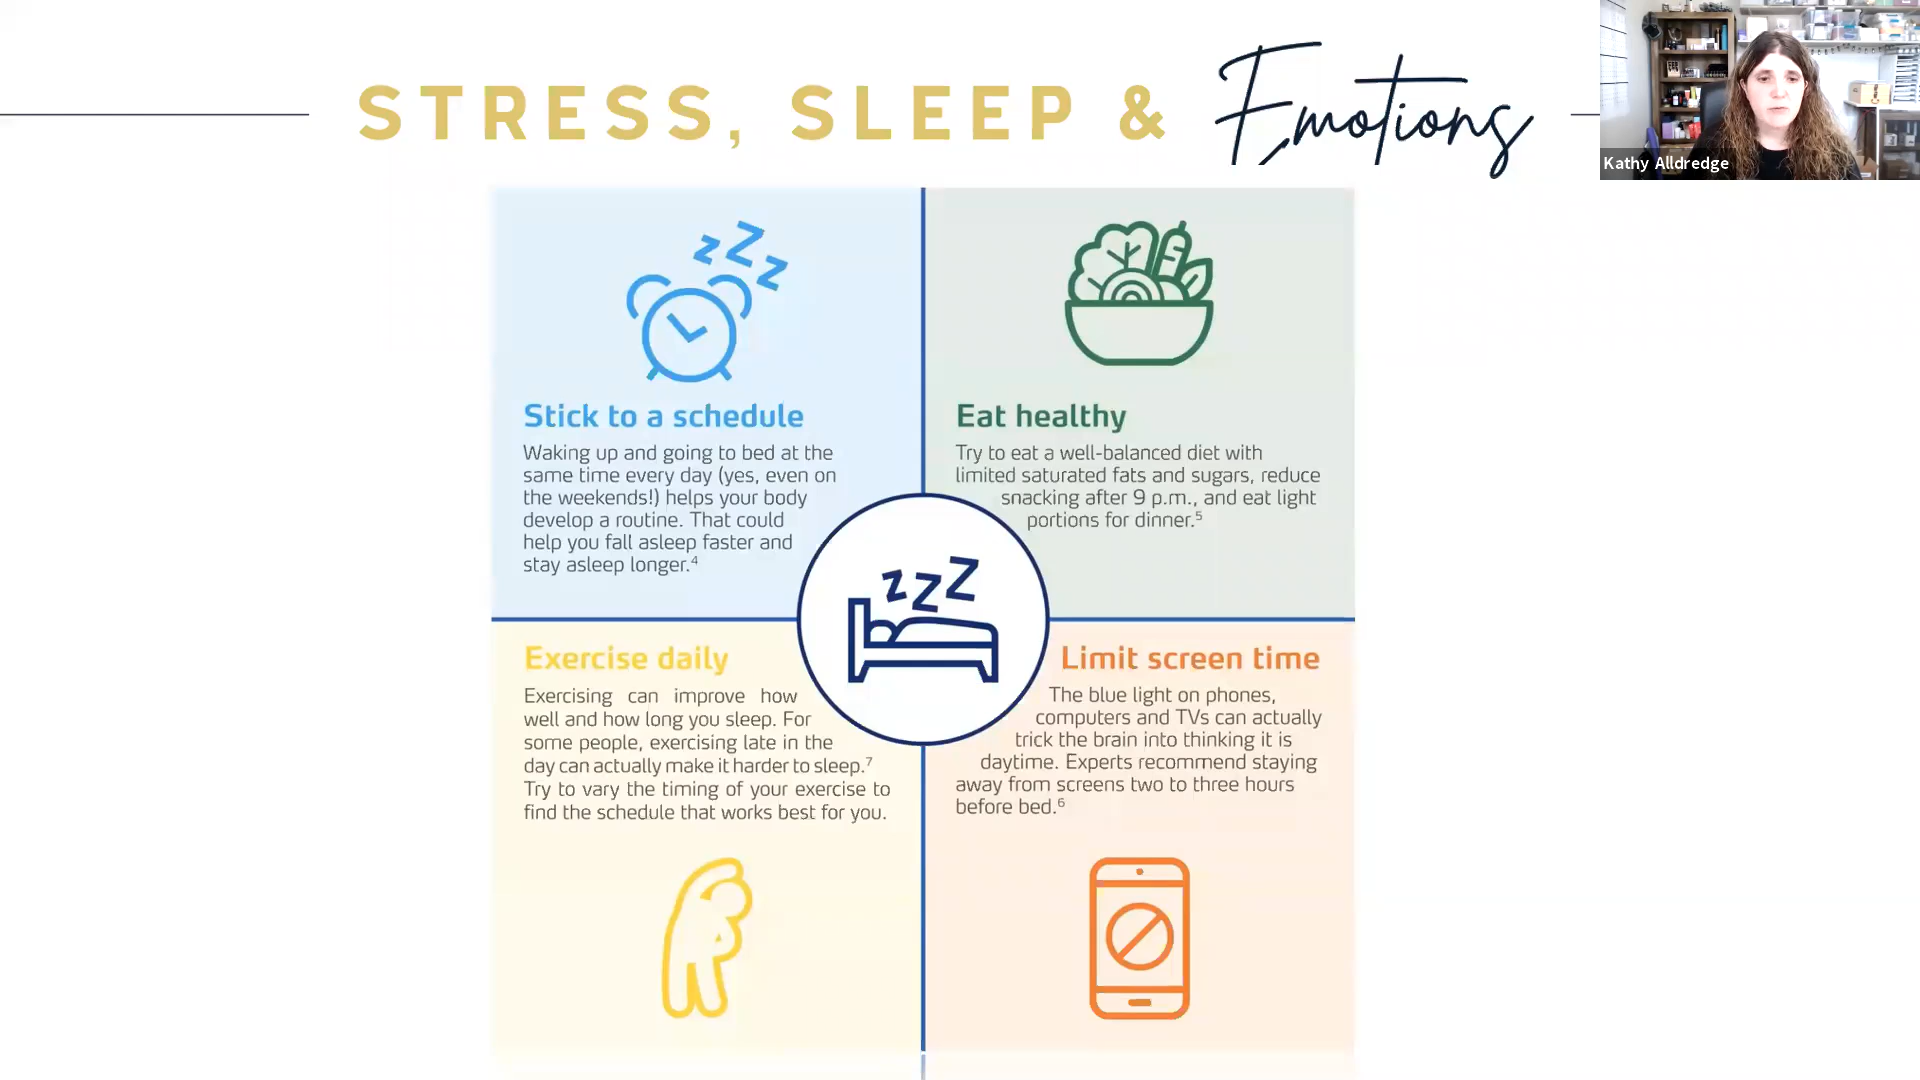 STRESS, SLEEP & Emotions
Kathy Alldredge
zZz
Stick to a schedule
Waking up and going to bed at the
same time every day (yes, even on
the weekends!) helps your body
develop a routine. That could
help you fall asleep faster and
stay asleep longer.4
Eat healthy
Try to eat a well-balanced diet with
limited saturated fats and sugars, reduce
snacking after 9 p.m., and eat light
portions for dinner.5
zZZ
Exercise daily
Exercising can improve how
well and how long you sleep. For
some people, exercising late in the
day can actually make it harder to sleep.7
Try to vary the timing of your exercise to
find the schedule that works best for you.
Limit screen time
The blue light on phones,
computers and TVs can actually
trick the brain into thinking it is
daytime. Experts recommend staying
away from screens two to three hours
before bed.6